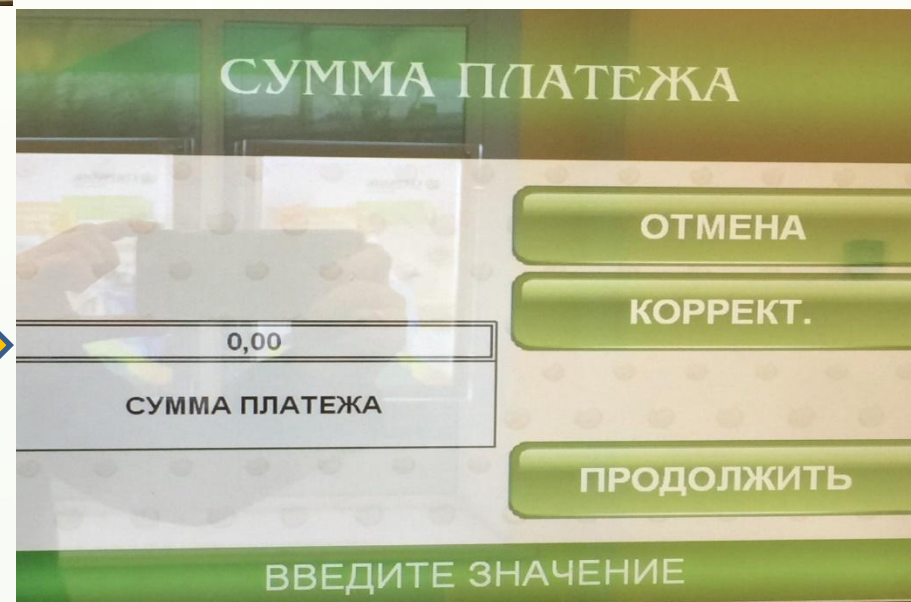 СУММА ПЛАТЕЖА
ОТМЕНА
КОРРЕКТ.
0,00
СУММА ПЛАТЕЖА
ПРОДОЛЖИТЬ
ВВЕДИТЕ ЗНАЧЕНИЕ